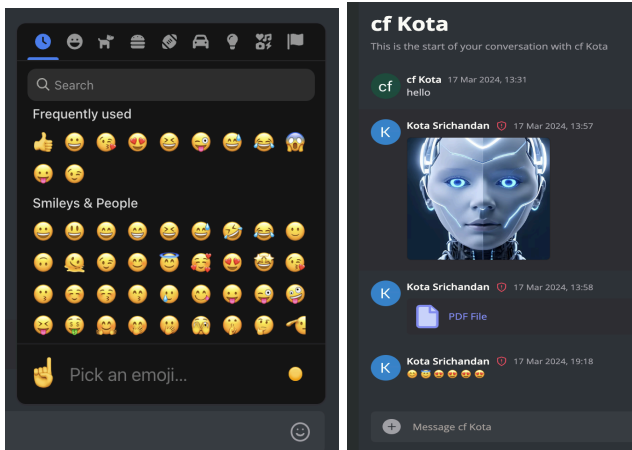 Search
Frequently used
Smileys & People
Pick an emoji...
cf Kota
This is the start of your conversation with cf Kota
cf
cf Kota 17 Mar 2024, 13:31
hello
K
Kota Srichandan 17 Mar 2024, 13:57
K
Kota Srichandan 17 Mar 2024, 13:58
PDF File
K
Kota Srichandan 17 Mar 2024, 19:18
Message cf Kota